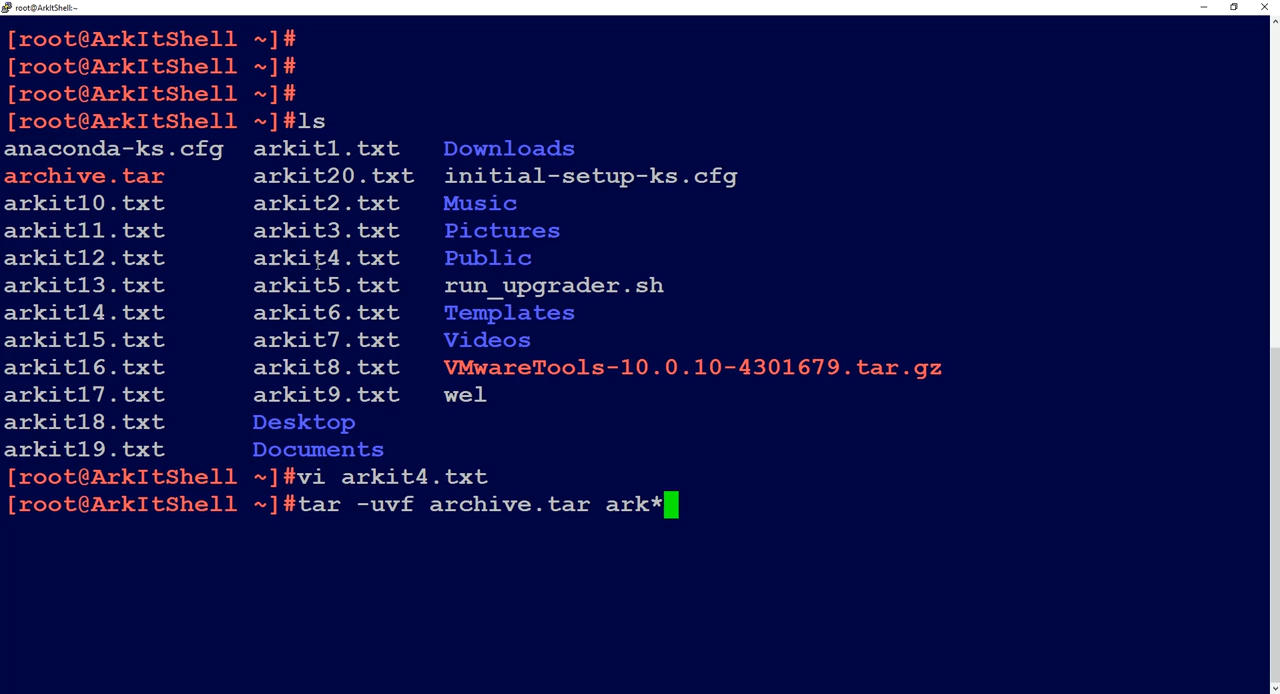 root@ArkItShell:~
[root@ArkItShell ~]#
[root@ArkItShell ~]#
[root@ArkItShell ~]#
[root@ArkItShell ~]#ls
anaconda-ks.cfg  arkit1.txt   Downloads
archive.tar      arkit20.txt  initial-setup-ks.cfg
arkit10.txt      arkit2.txt   Music
arkit11.txt      arkit3.txt   Pictures
arkit12.txt      arkit4.txt   Public
arkit13.txt      arkit5.txt   run_upgrader.sh
arkit14.txt      arkit6.txt   Templates
arkit15.txt      arkit7.txt   Videos
arkit16.txt      arkit8.txt   VMwareTools-10.0.10-4301679.tar.gz
arkit17.txt      arkit9.txt   wel
arkit18.txt      Desktop
arkit19.txt      Documents
[root@ArkItShell ~]#vi arkit4.txt
[root@ArkItShell ~]#tar -uvf archive.tar ark*